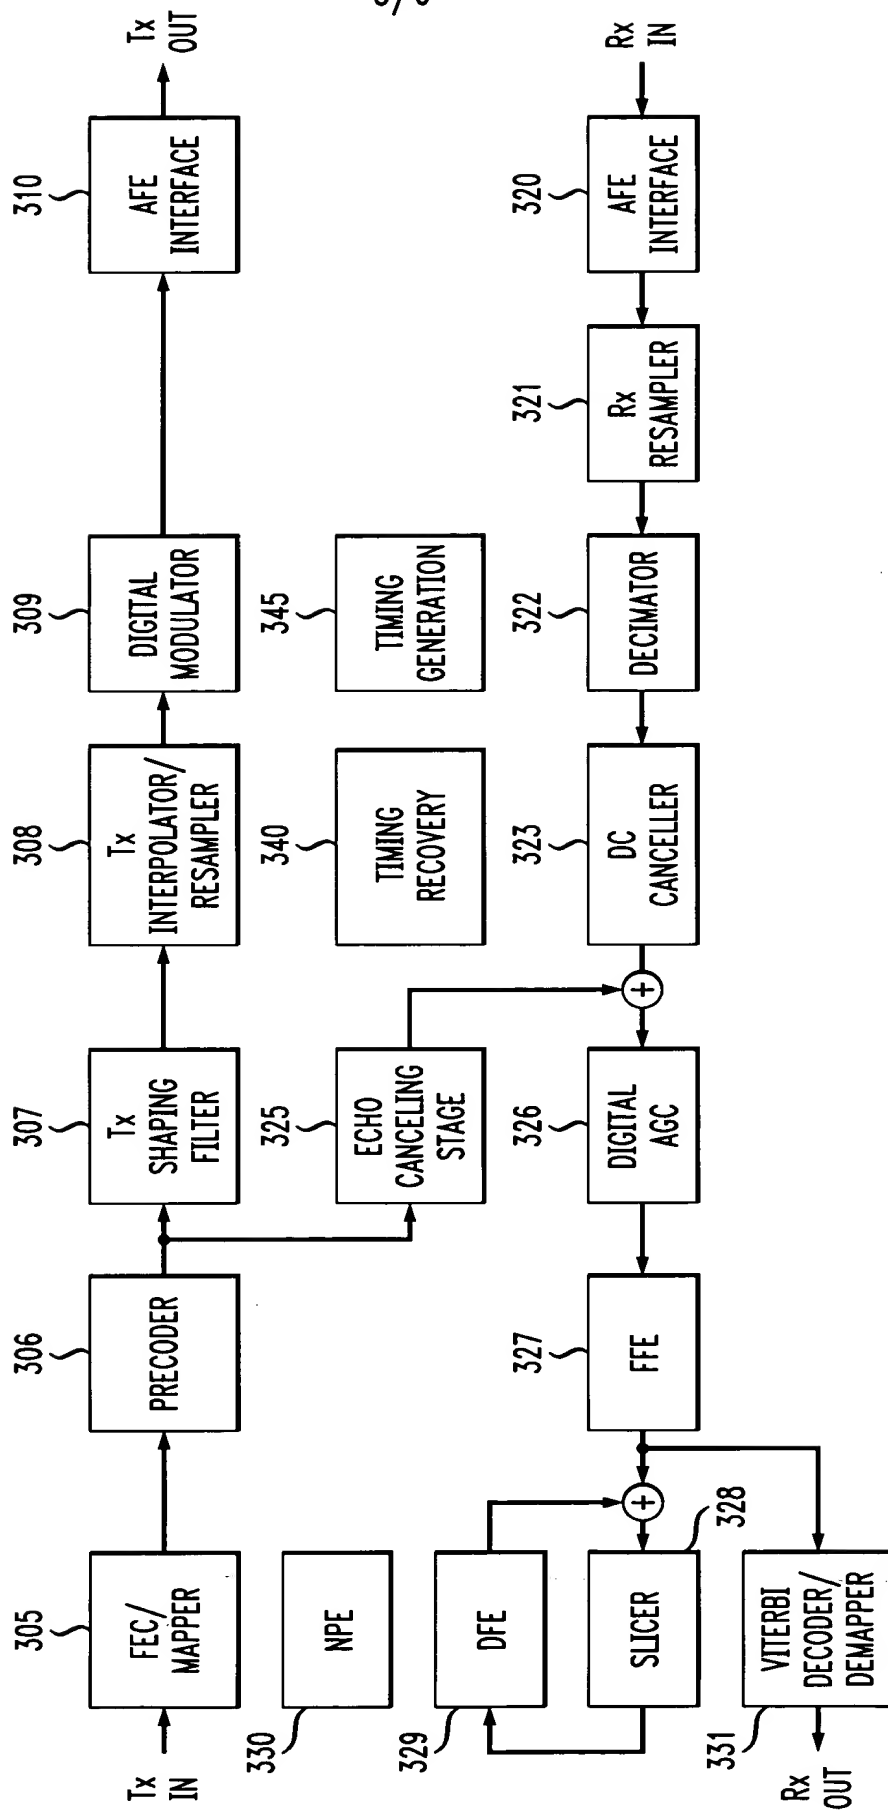 305
306
307
308
309
310
Tx
IN
FEC/
MAPPER
PRECODER
Tx
SHAPING
FILTER
Tx
INTERPOLATOR/
RESAMPLER
DIGITAL
MODULATOR
AFE
INTERFACE
Tx
OUT
330
NPE
325
ECHO
CANCELING
STAGE
340
TIMING
RECOVERY
345
TIMING
GENERATION
329
DFE
328
SLICER
327
FFE
326
DIGITAL
AGC
323
DC
CANCELLER
322
DECIMATOR
321
Rx
RESAMPLER
320
AFE
INTERFACE
Rx
IN
331
VITERBI
DECODER/
DEMAPPER
Rx
OUT